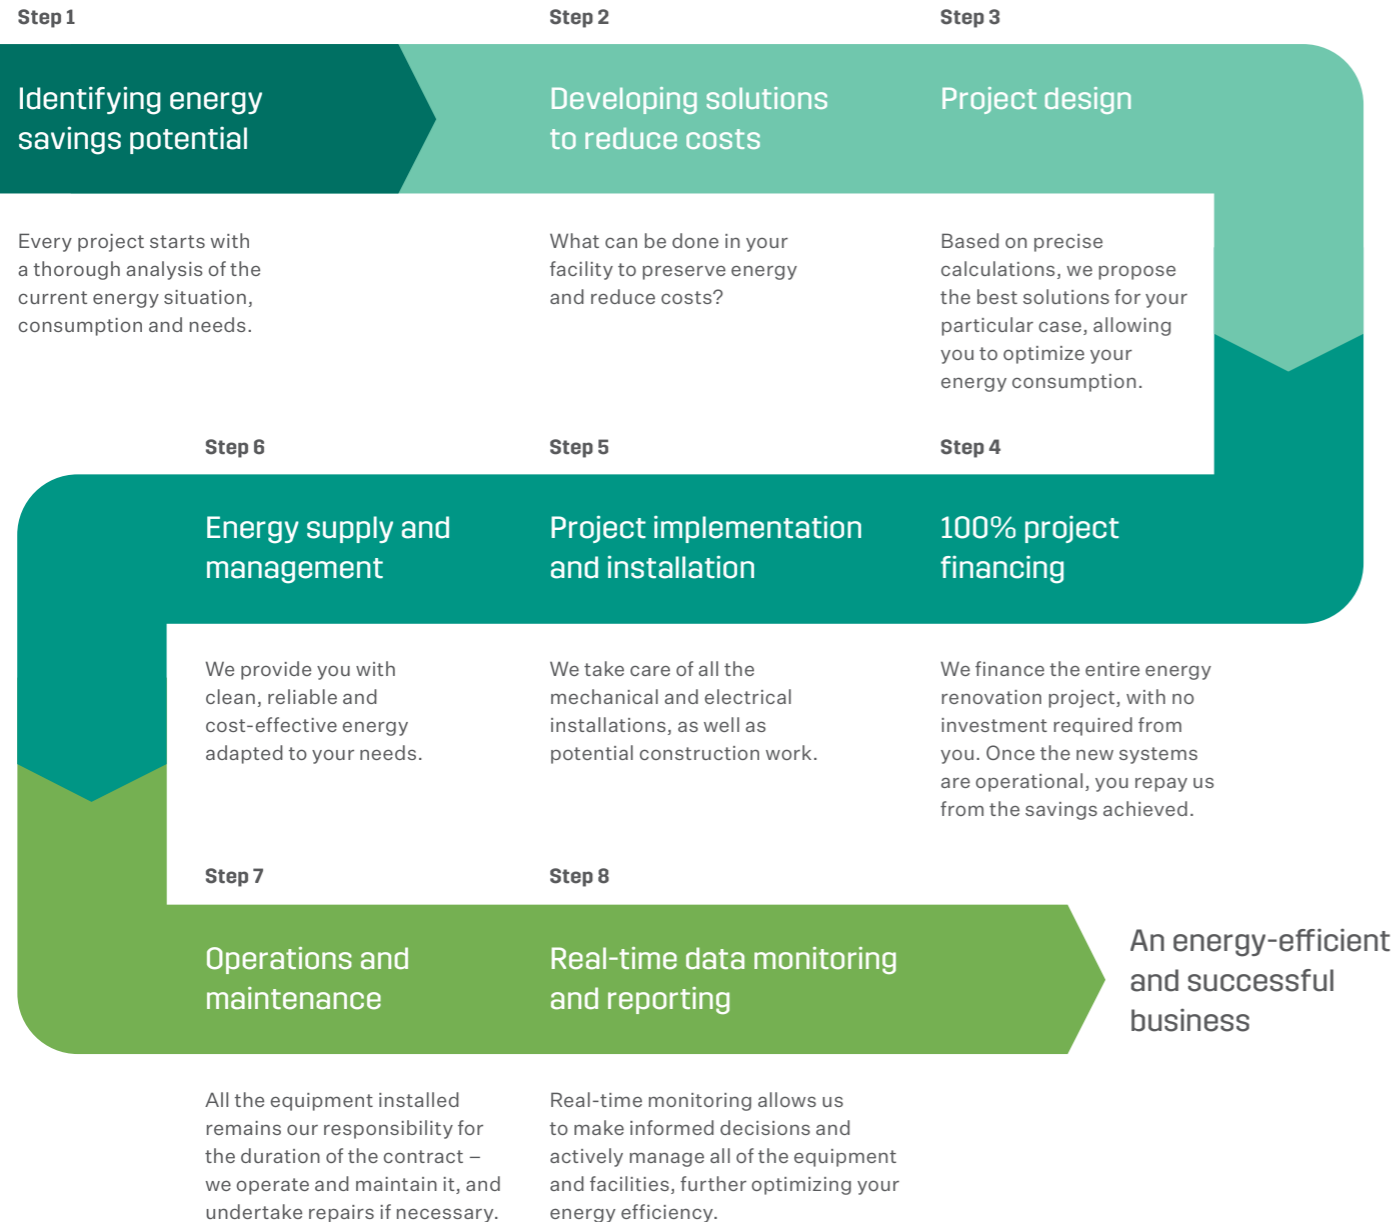 Step 1
Identifying energy
savings potential
Every project starts with
a thorough analysis of the
current energy situation,
consumption and needs.
Step 2
Developing solutions
to reduce costs
What can be done in your
facility to preserve energy
and reduce costs?
Step 3
Project design
Based on precise
calculations, we propose
the best solutions for your
particular case, allowing
you to optimize your
energy consumption.
Step 4
100% project
financing
We finance the entire energy
renovation project, with no
investment required from
you. Once the new systems
are operational, you repay us
from the savings achieved.
Step 5
Project implementation
and installation
We take care of all the
mechanical and electrical
installations, as well as
potential construction work.
Step 6
Energy supply and
management
We provide you with
clean, reliable and
cost-effective energy
adapted to your needs.
Step 7
Operations and
maintenance
All the equipment installed
remains our responsibility for
the duration of the contract –
we operate and maintain it, and
undertake repairs if necessary.
Step 8
Real-time data monitoring
and reporting
Real-time monitoring allows us
to make informed decisions and
actively manage all of the equipment
and facilities, further optimizing your
energy efficiency.
An energy-efficient
and successful
business